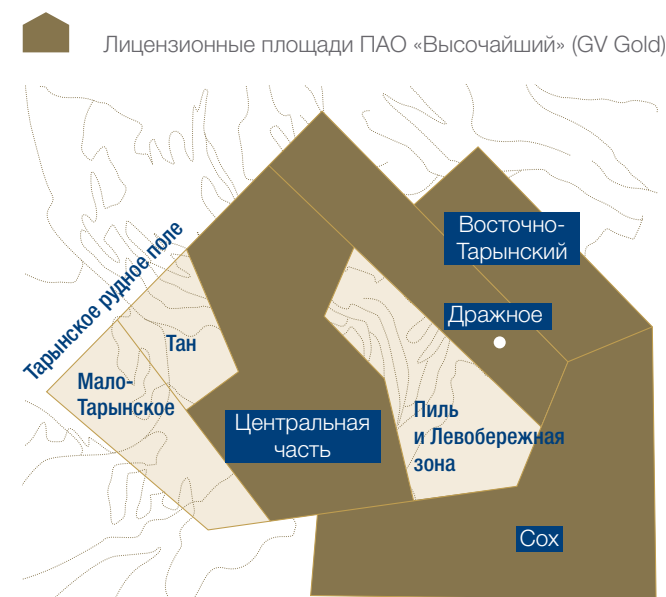 Лицензионные площади ПАО «Высочайший» (GV Gold)
Восточно-
Тарынский
Тарынское рудное поле
Дражное
Тан
Мало-
Тарынское
Центральная
часть
Пиль
и Левобережная
зона
Сох